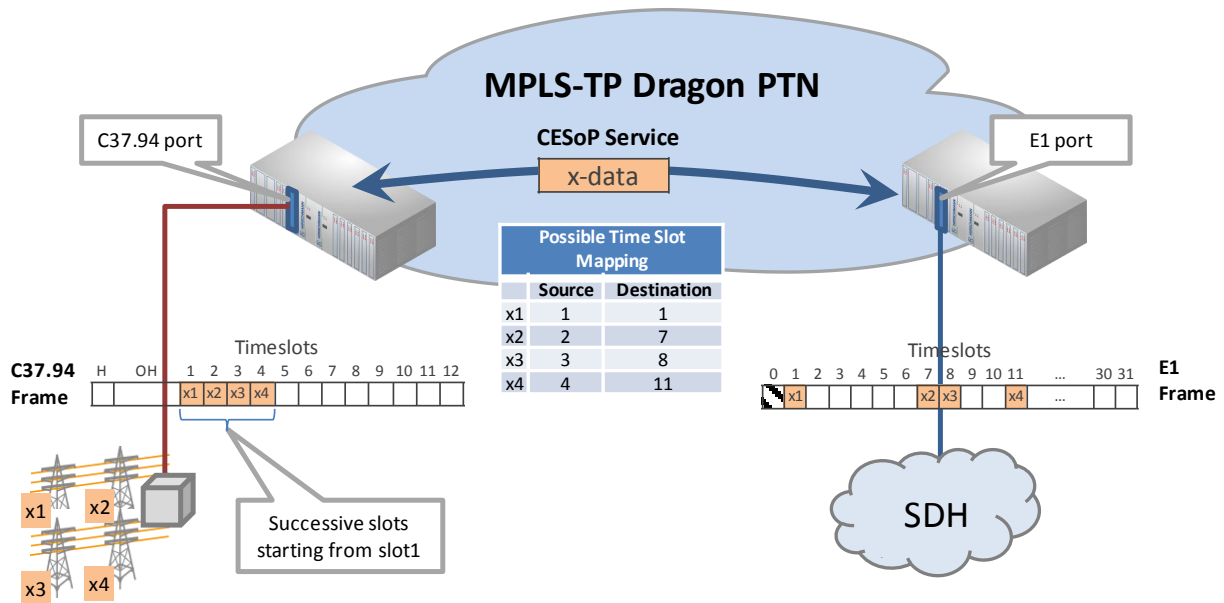 MPLS-TP Dragon PTN
C37.94 port
CESoP Service
E1 port
x-data
Possible Time Slot
Mapping
Source Destination
x1 1 1
x2 2 7
x3 3 8
x4 4 11
Timeslots
C37.94
Frame
H OH 1 2 3 4 5 6 7 8 9 10 11 12
x1 x2 x3 x4
Timeslots
0 1 2 3 4 5 6 7 8 9 10 11 ... 30 31
x1 x2 x3 x4 ...
E1
Frame
x1
x2
x3
x4
Successive slots
starting from slot1
SDH